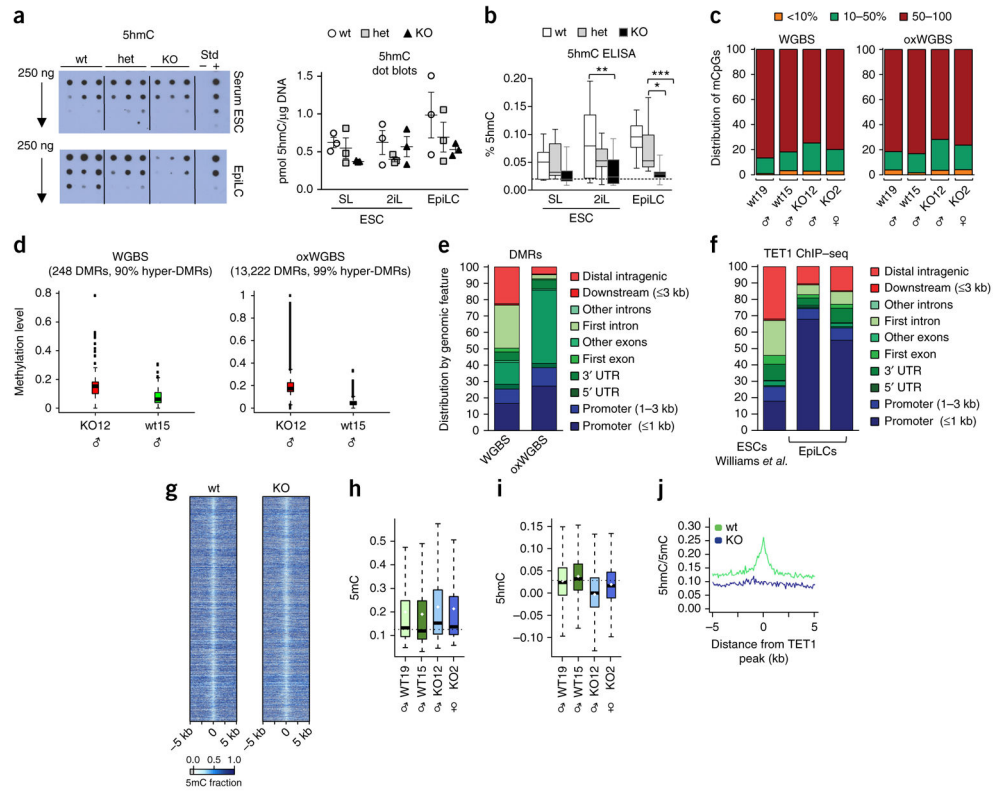 a
5hmC
wt het KO Std
– +
250 ng
Serum ESC
250 ng
EpiLC
wt het KO
5hmC
dot blots
pmol 5hmC/μg DNA
2.0
1.5
1.0
0.5
0
SL 2iL EpiLC
ESC
b
wt het KO
5hmC ELISA
** *** *
% 5hmC
0.20
0.15
0.10
0.05
0.00
SL 2iL EpiLC
ESC
c
<10% 10–50% 50–100
WGBS oxWGBS
Distribution of mCpGs
100
80
60
40
20
0
100
80
60
40
20
0
wt19 wt15 KO12 KO2 wt19 wt15 KO12 KO2
♂ ♂ ♂ ♀ ♂ ♂ ♂ ♀
d
WGBS
(248 DMRs, 90% hyper-DMRs)
oxWGBS
(13,222 DMRs, 99% hyper-DMRs)
Methylation level
0.8
0.4
0.2
0
1
0.8
0.6
0.4
0.2
0
KO12 wt15 KO12 wt15
♂ ♂ ♂ ♂
e
DMRs
Distribution by genomic feature
100
90
80
70
60
50
40
30
20
10
0
WGBS oxWGBS
Distal intragenic
Downstream (≤3 kb)
Other introns
First intron
Other exons
First exon
3′ UTR
5′ UTR
Promoter (1–3 kb)
Promoter (≤1 kb)
f
TET1 ChIP–seq
100
90
80
70
60
50
40
30
20
10
0
ESCs
Williams et al.
EpiLCs
Distal intragenic
Downstream (≤3 kb)
Other introns
First intron
Other exons
First exon
3′ UTR
5′ UTR
Promoter (1–3 kb)
Promoter (≤1 kb)
g
wt KO
–5 kb 0 5 kb –5 kb 0 5 kb
0.0 0.5 1.0
5mC fraction
h
5mC
0.5
0.4
0.3
0.2
0.1
♂ WT19 ♂ WT15 ♂ KO12 ♀ KO2
i
5hmC
0.15
0.10
0.05
0.00
–0.05
–0.10
♂ WT19 ♂ WT15 ♂ KO12 ♀ KO2
j
wt
KO
5hmC/5mC
0.30
0.25
0.20
0.15
0.10
0.05
0.00
–5 0 5
Distance from TET1
peak (kb)